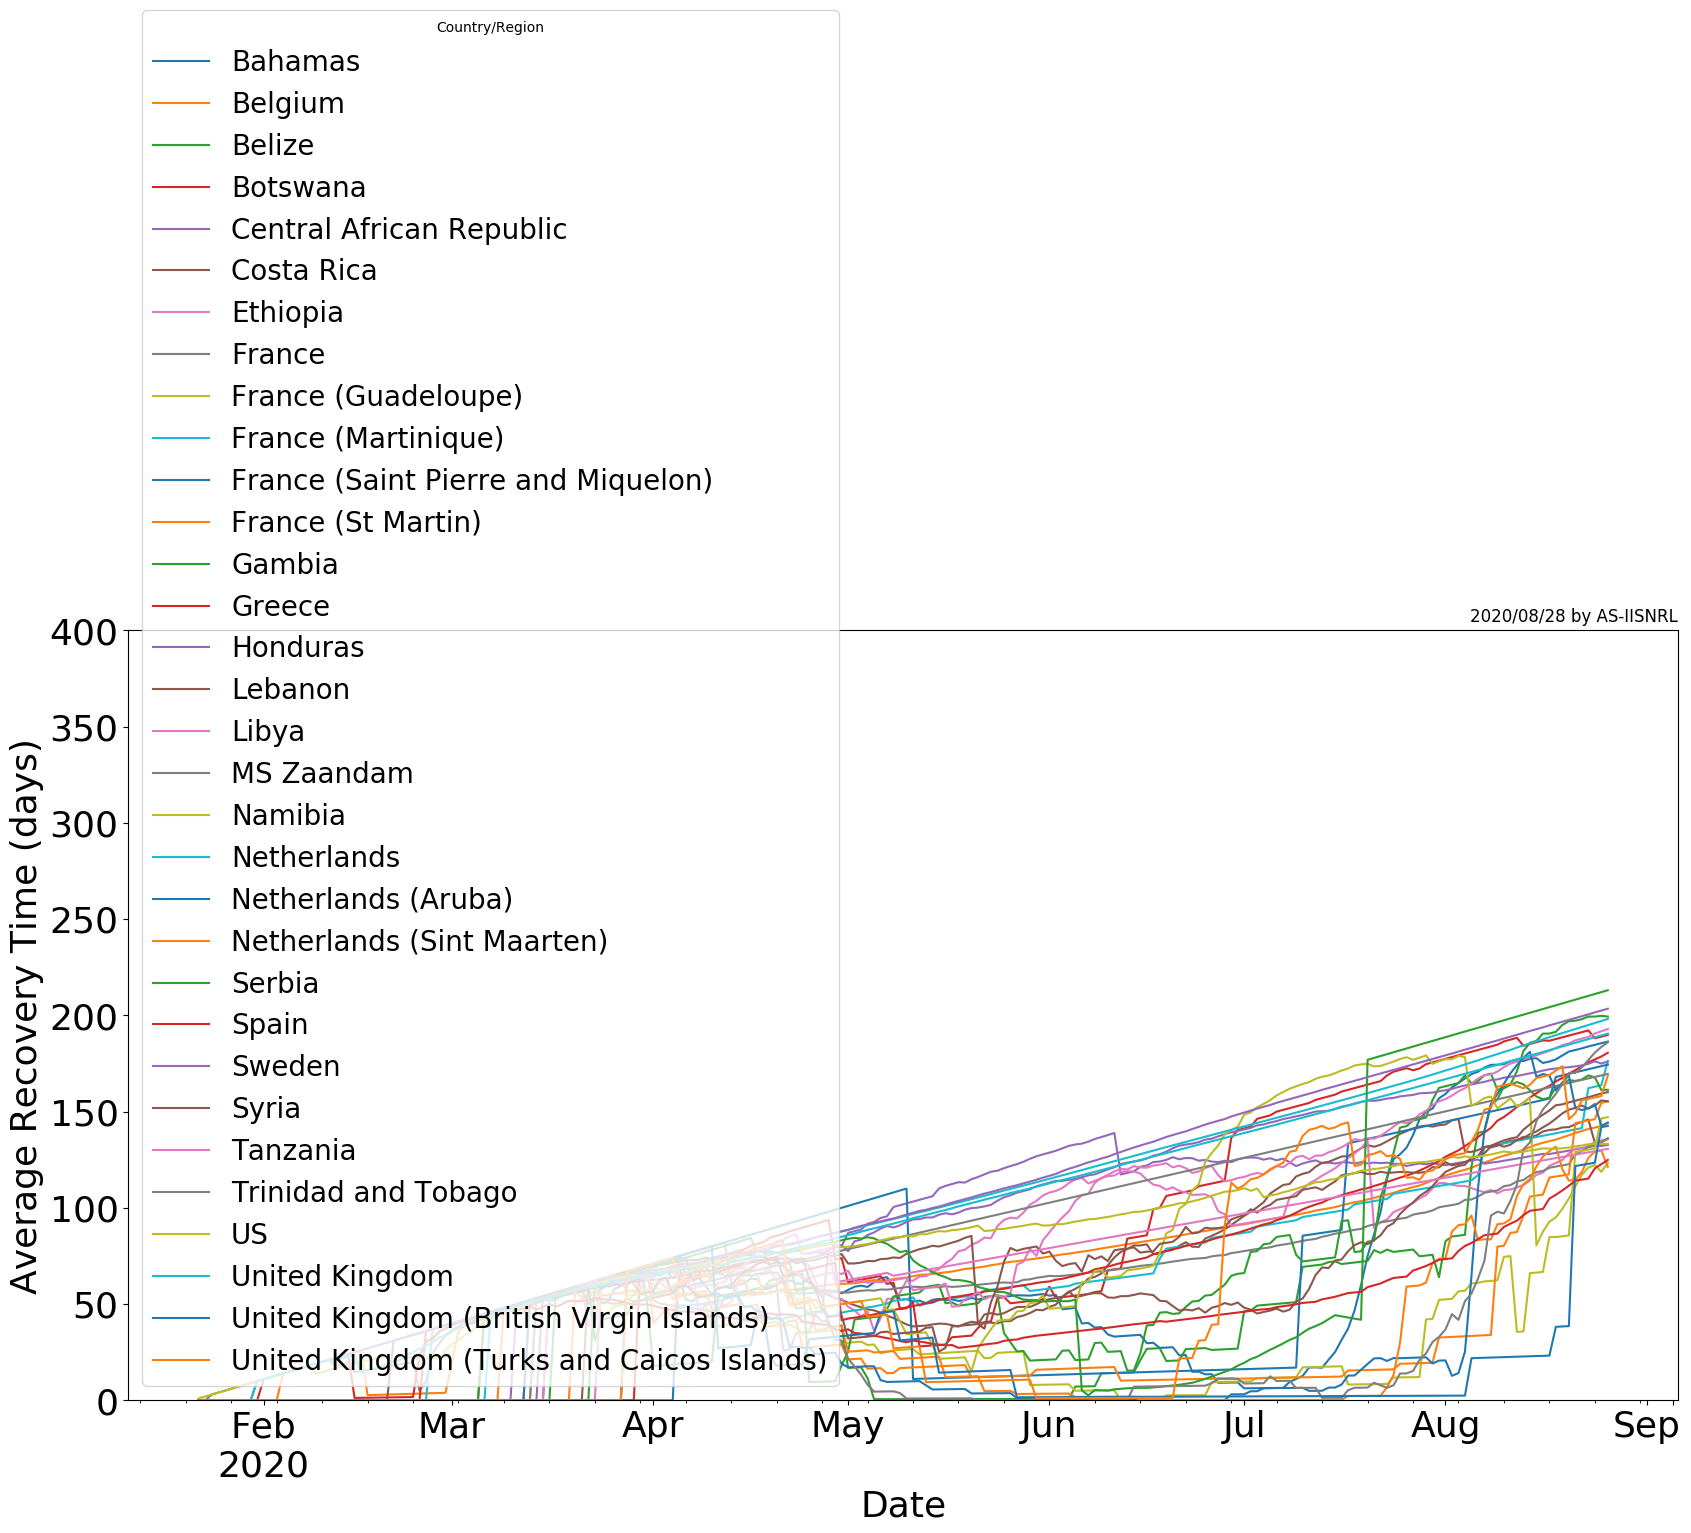 Country/Region
Bahamas
Belgium
Belize
Botswana
Central African Republic
Costa Rica
Ethiopia
France
France (Guadeloupe)
France (Martinique)
France (Saint Pierre and Miquelon)
France (St Martin)
Gambia
Greece
Honduras
Lebanon
Libya
MS Zaandam
Namibia
Netherlands
Netherlands (Aruba)
Netherlands (Sint Maarten)
Serbia
Spain
Sweden
Syria
Tanzania
Trinidad and Tobago
US
United Kingdom
United Kingdom (British Virgin Islands)
United Kingdom (Turks and Caicos Islands)
2020/08/28 by AS-IISNRL
400
350
300
250
200
150
100
50
0
Average Recovery Time (days)
Feb Mar Apr May Jun Jul Aug Sep
2020
Date